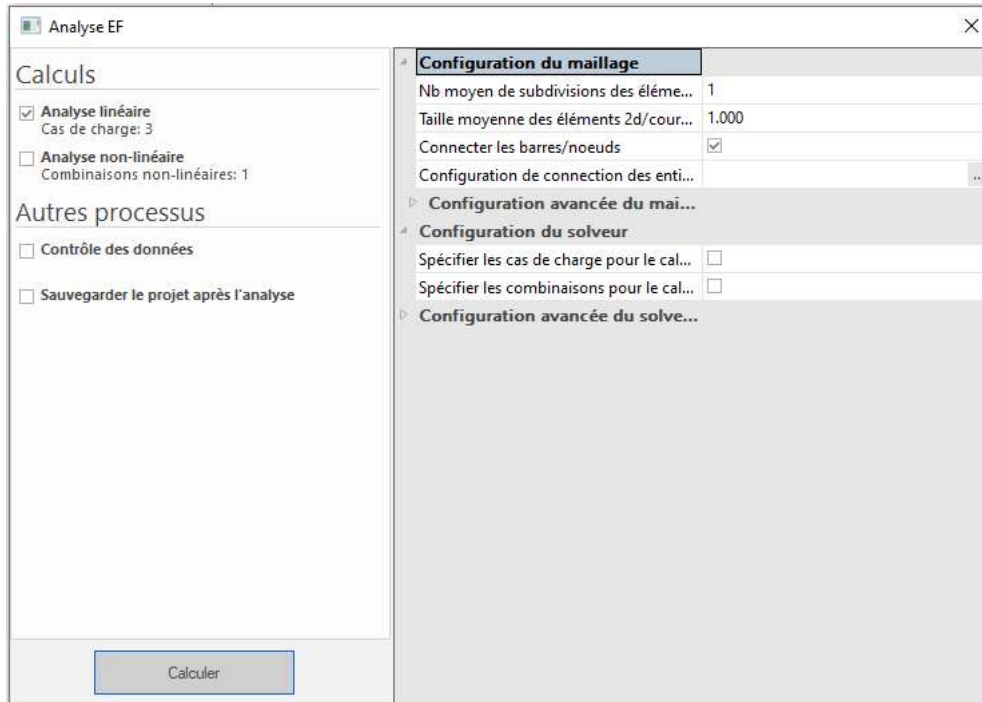 Analyse EF
Calculs
Analyse linéaire
Cas de charge: 3
Analyse non-linéaire
Combinaisons non-linéaires: 1
Autres processus
Contrôle des données
Sauvegarder le projet après l'analyse
Calculer
Configuration du maillage
Nb moyen de subdivisions des éléme... 1
Taille moyenne des éléments 2d/cour... 1.000
Connecter les barres/noeuds
Configuration de connection des enti... ...
Configuration avancée du mai...
Configuration du solveur
Spécifier les cas de charge pour le cal...
Spécifier les combinaisons pour le cal...
Configuration avancée du solve...